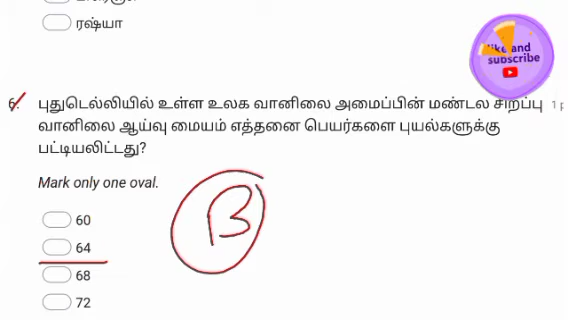 ரஷ்யா
like and
subscribe
6. புதுடெல்லியில் உள்ள உலக வானிலை அமைப்பின் மண்டல சிறப்பு 1 p
வானிலை ஆய்வு மையம் எத்தனை பெயர்களை புயல்களுக்கு
பட்டியலிட்டது?
Mark only one oval.
B
60
64
68
72